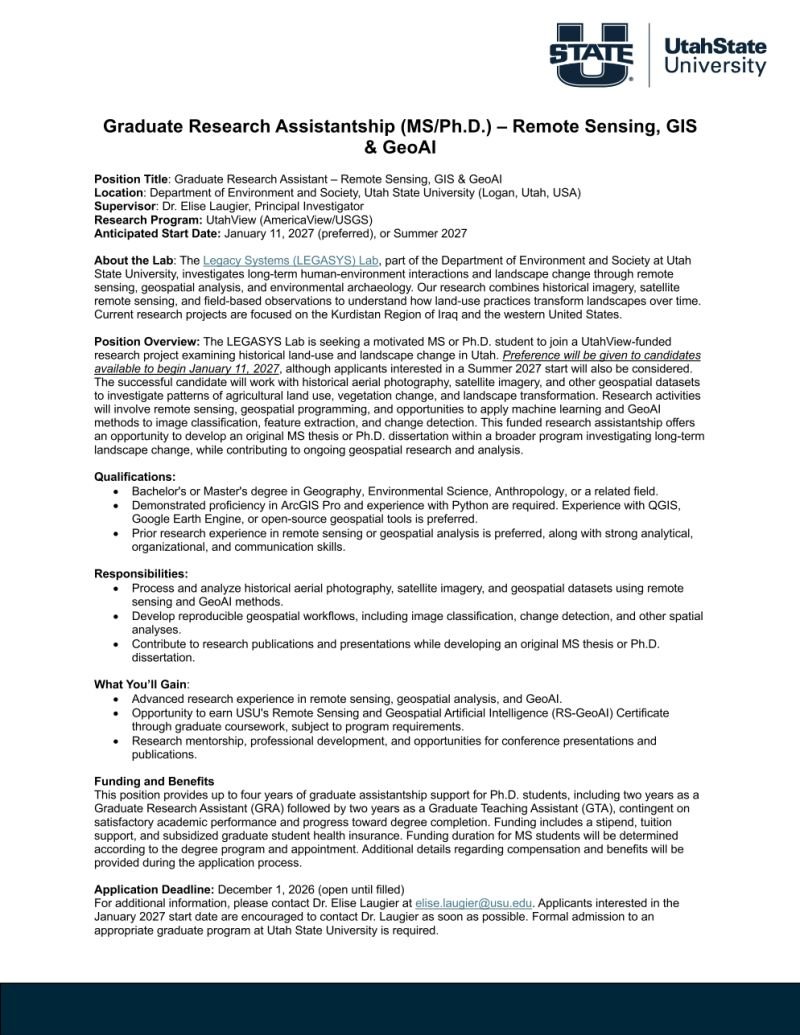 STATE
UtahState
University
Graduate Research Assistantship (MS/Ph.D.) – Remote Sensing, GIS
& GeoAI
Position Title: Graduate Research Assistant – Remote Sensing, GIS & GeoAI
Location: Department of Environment and Society, Utah State University (Logan, Utah, USA)
Supervisor: Dr. Elise Laugier, Principal Investigator
Research Program: UtahView (AmericaView/USGS)
Anticipated Start Date: January 11, 2027 (preferred), or Summer 2027
About the Lab: The Legacy Systems (LEGASYS) Lab, part of the Department of Environment and Society at Utah
State University, investigates long-term human-environment interactions and landscape change through remote
sensing, geospatial analysis, and environmental archaeology. Our research combines historical imagery, satellite
remote sensing, and field-based observations to understand how land-use practices transform landscapes over time.
Current research projects are focused on the Kurdistan Region of Iraq and the western United States.
Position Overview: The LEGASYS Lab is seeking a motivated MS or Ph.D. student to join a UtahView-funded
research project examining historical land-use and landscape change in Utah. Preference will be given to candidates
available to begin January 11, 2027, although applicants interested in a Summer 2027 start will also be considered.
The successful candidate will work with historical aerial photography, satellite imagery, and other geospatial datasets
to investigate patterns of agricultural land use, vegetation change, and landscape transformation. Research activities
will involve remote sensing, geospatial programming, and opportunities to apply machine learning and GeoAI
methods to image classification, feature extraction, and change detection. This funded research assistantship offers
an opportunity to develop an original MS thesis or Ph.D. dissertation within a broader program investigating long-term
landscape change, while contributing to ongoing geospatial research and analysis.
Qualifications:
• Bachelor's or Master's degree in Geography, Environmental Science, Anthropology, or a related field.
• Demonstrated proficiency in ArcGIS Pro and experience with Python are required. Experience with QGIS,
Google Earth Engine, or open-source geospatial tools is preferred.
• Prior research experience in remote sensing or geospatial analysis is preferred, along with strong analytical,
organizational, and communication skills.
Responsibilities:
• Process and analyze historical aerial photography, satellite imagery, and geospatial datasets using remote
sensing and GeoAI methods.
• Develop reproducible geospatial workflows, including image classification, change detection, and other spatial
analyses.
• Contribute to research publications and presentations while developing an original MS thesis or Ph.D.
dissertation.
What You'll Gain:
• Advanced research experience in remote sensing, geospatial analysis, and GeoAI.
• Opportunity to earn USU's Remote Sensing and Geospatial Artificial Intelligence (RS-GeoAI) Certificate
through graduate coursework, subject to program requirements.
• Research mentorship, professional development, and opportunities for conference presentations and
publications.
Funding and Benefits
This position provides up to four years of graduate assistantship support for Ph.D. students, including two years as a
Graduate Research Assistant (GRA) followed by two years as a Graduate Teaching Assistant (GTA), contingent on
satisfactory academic performance and progress toward degree completion. Funding includes a stipend, tuition
support, and subsidized graduate student health insurance. Funding duration for MS students will be determined
according to the degree program and appointment. Additional details regarding compensation and benefits will be
provided during the application process.
Application Deadline: December 1, 2026 (open until filled)
For additional information, please contact Dr. Elise Laugier at elise.laugier@usu.edu. Applicants interested in the
January 2027 start date are encouraged to contact Dr. Laugier as soon as possible. Formal admission to an
appropriate graduate program at Utah State University is required.